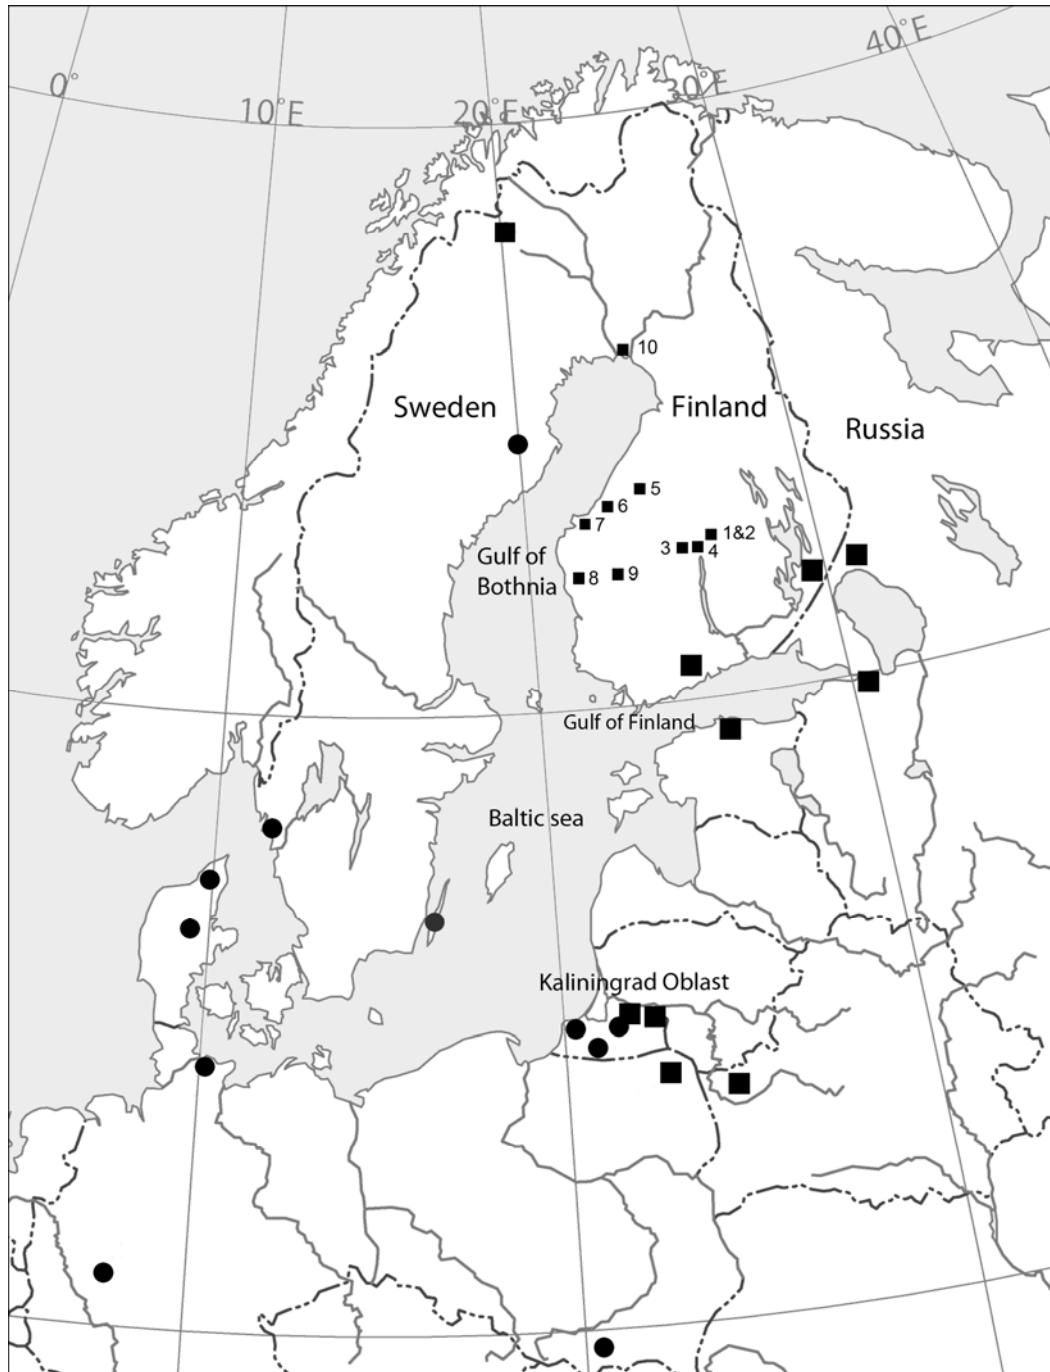 0°
10°E
20°E
30°E
40°E
10
Sweden
Finland
Russia
5
6
7
1&2
3
4
Gulf of
Bothnia
8
9
Gulf of Finland
Baltic sea
Kaliningrad Oblast